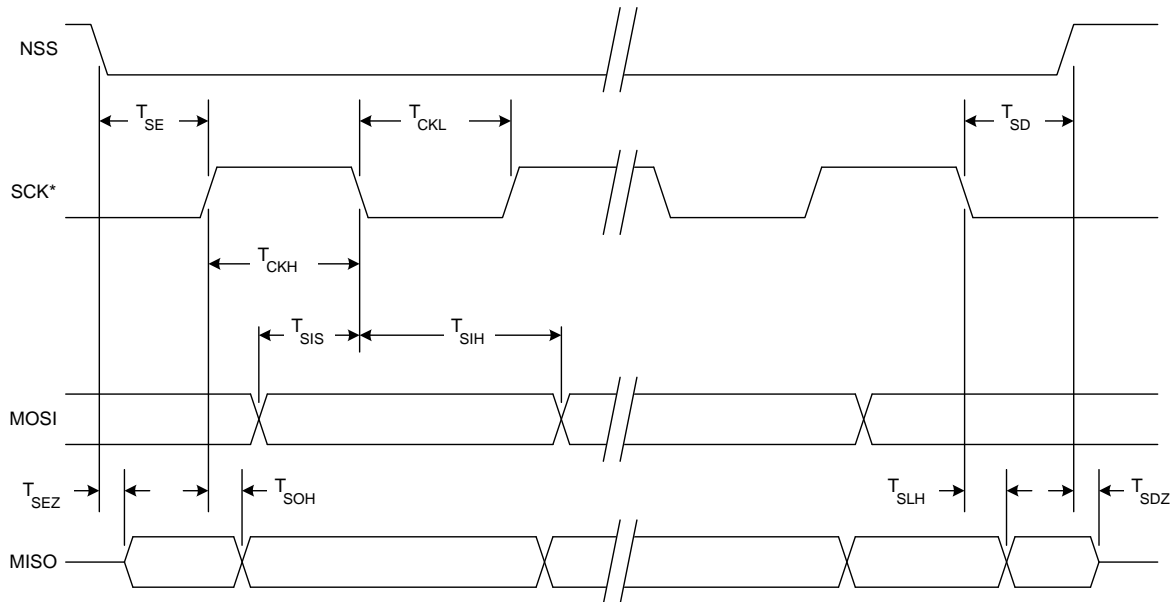 NSS
T_SE
T_CKL
T_SD
SCK*
T_CKH
T_SIS
T_SIH
MOSI
T_SEZ
T_SOH
T_SLH
T_SDZ
MISO